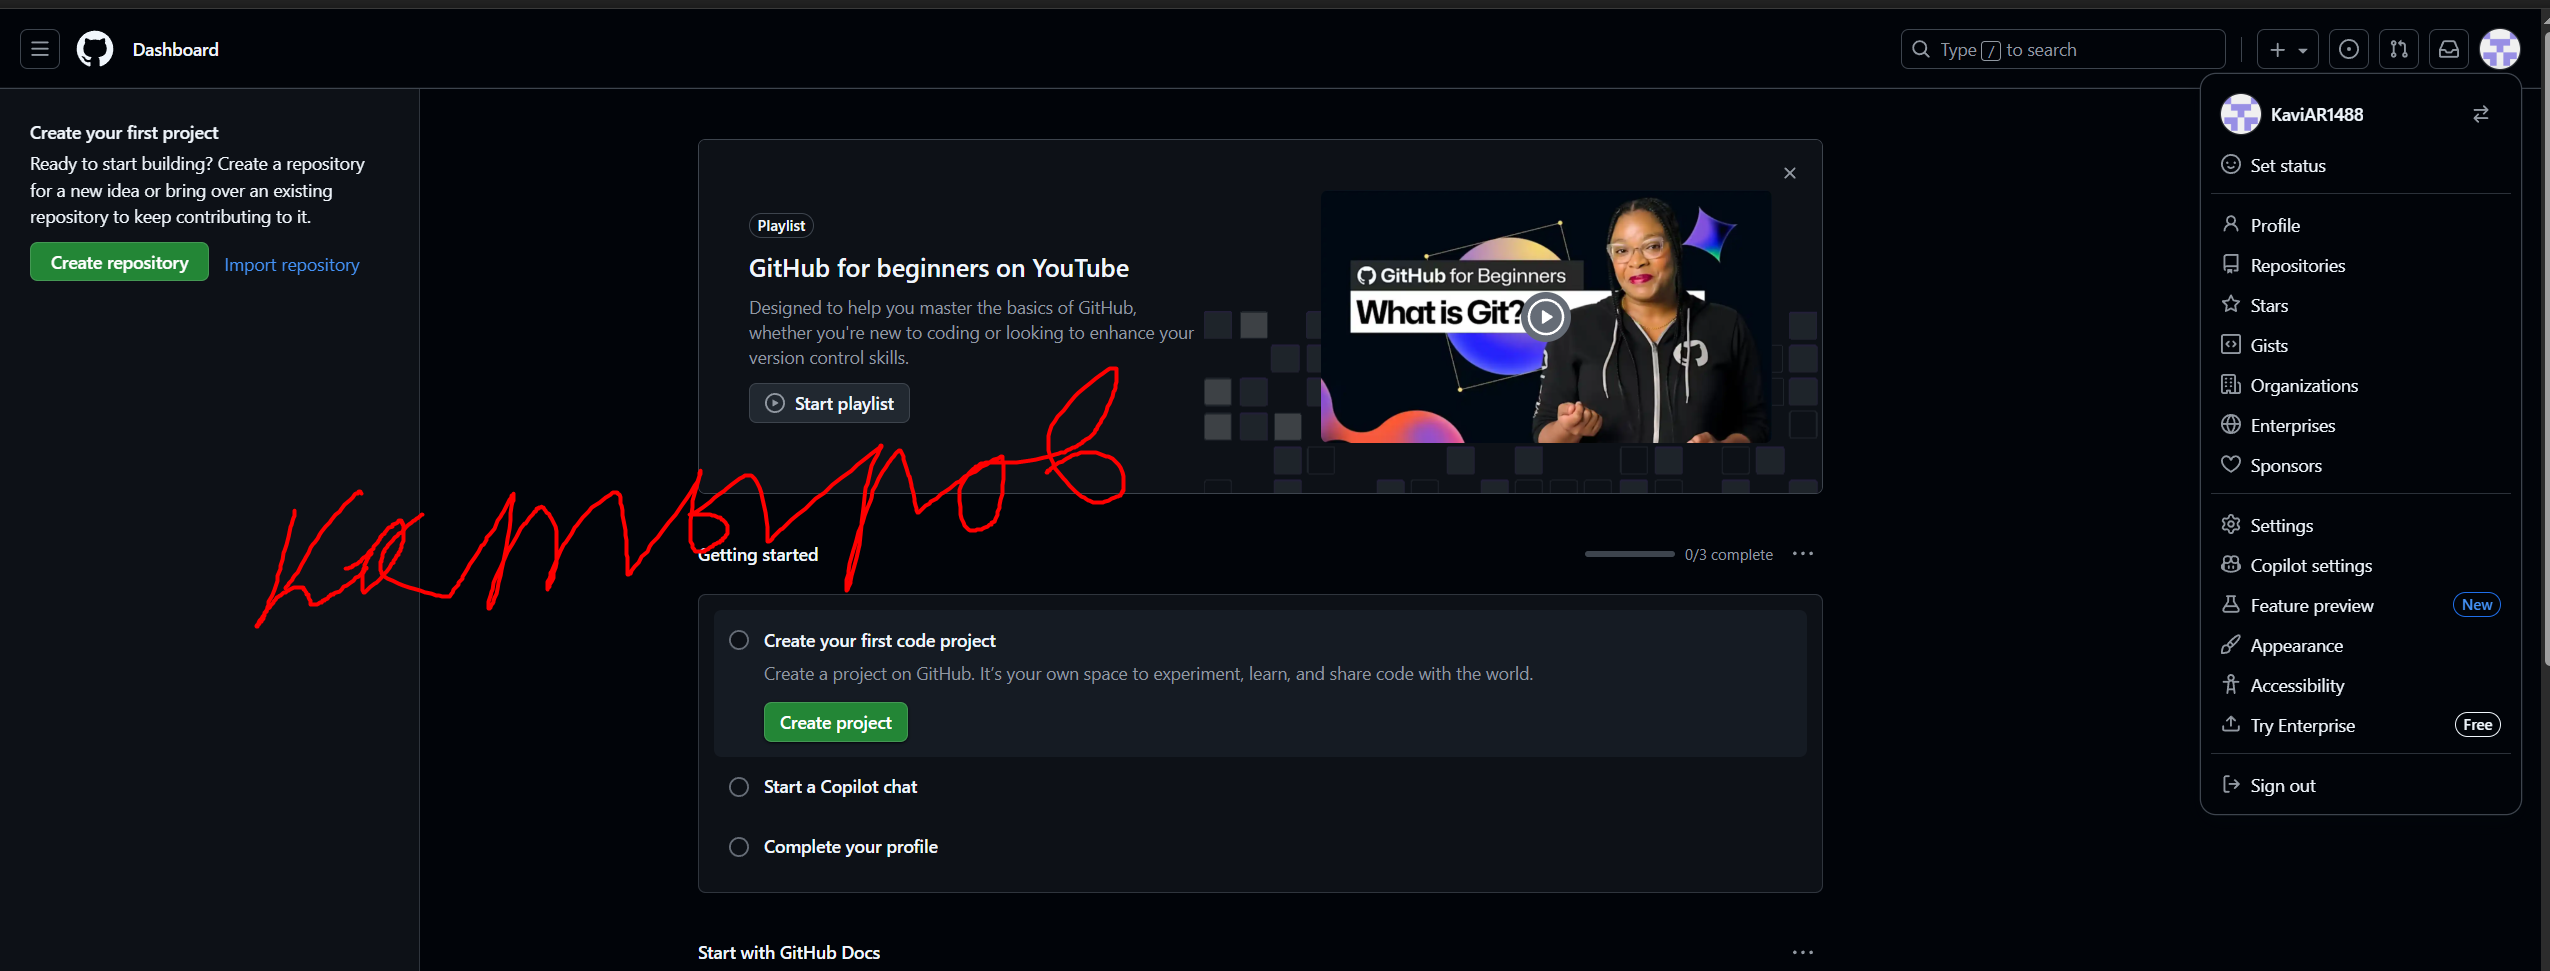 Dashboard
Type / to search
KaviAR1488
Set status
Profile
Repositories
Stars
Gists
Organizations
Enterprises
Sponsors
Settings
Copilot settings
Feature preview New
Appearance
Accessibility
Try Enterprise Free
Sign out
Create your first project
Ready to start building? Create a repository
for a new idea or bring over an existing
repository to keep contributing to it.
Create repository Import repository
Playlist
GitHub for beginners on YouTube
Designed to help you master the basics of GitHub,
whether you're new to coding or looking to enhance your
version control skills.
Start playlist
GitHub for Beginners
What is Git?
Getting started
0/3 complete
Create your first code project
Create a project on GitHub. It's your own space to experiment, learn, and share code with the world.
Create project
Start a Copilot chat
Complete your profile
Start with GitHub Docs